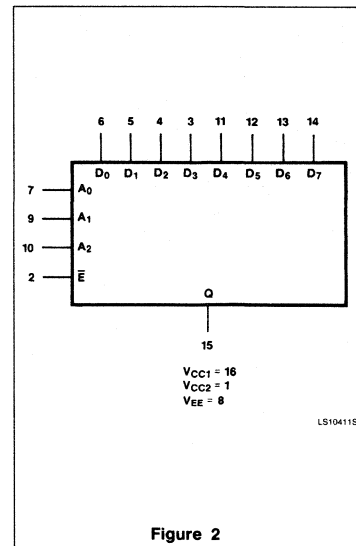 6 5 4 3 11 12 13 14
D0 D1 D2 D3 D4 D5 D6 D7
7 A0
9 A1
10 A2
2 E̅
Q
15
VCC1 = 16
VCC2 = 1
VEE = 8
LS10411S
Figure 2